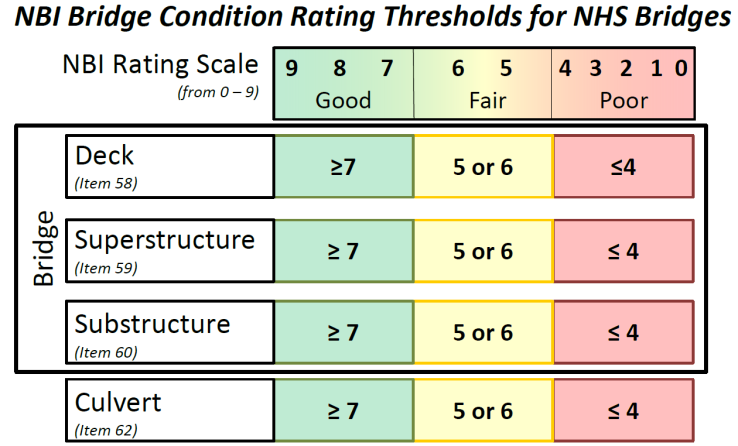 NBI Bridge Condition Rating Thresholds for NHS Bridges
NBI Rating Scale
(from 0 – 9)
9 8 7 6 5 4 3 2 1 0
Good Fair Poor
Bridge
Deck
(Item 58)
≥7 5 or 6 ≤4
Superstructure
(Item 59)
≥ 7 5 or 6 ≤ 4
Substructure
(Item 60)
≥ 7 5 or 6 ≤ 4
Culvert
(Item 62)
≥ 7 5 or 6 ≤ 4